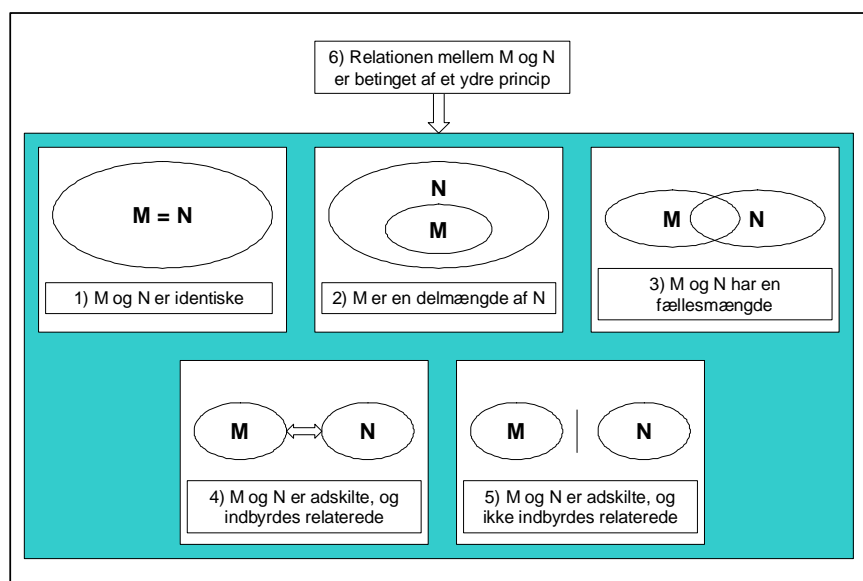 6) Relationen mellem M og N
er betinget af et ydre princip
M = N
1) M og N er identiske
N
M
2) M er en delmængde af N
M N
3) M og N har en
fællesmængde
M N
4) M og N er adskilte, og
indbyrdes relaterede
M N
5) M og N er adskilte, og
ikke indbyrdes relaterede